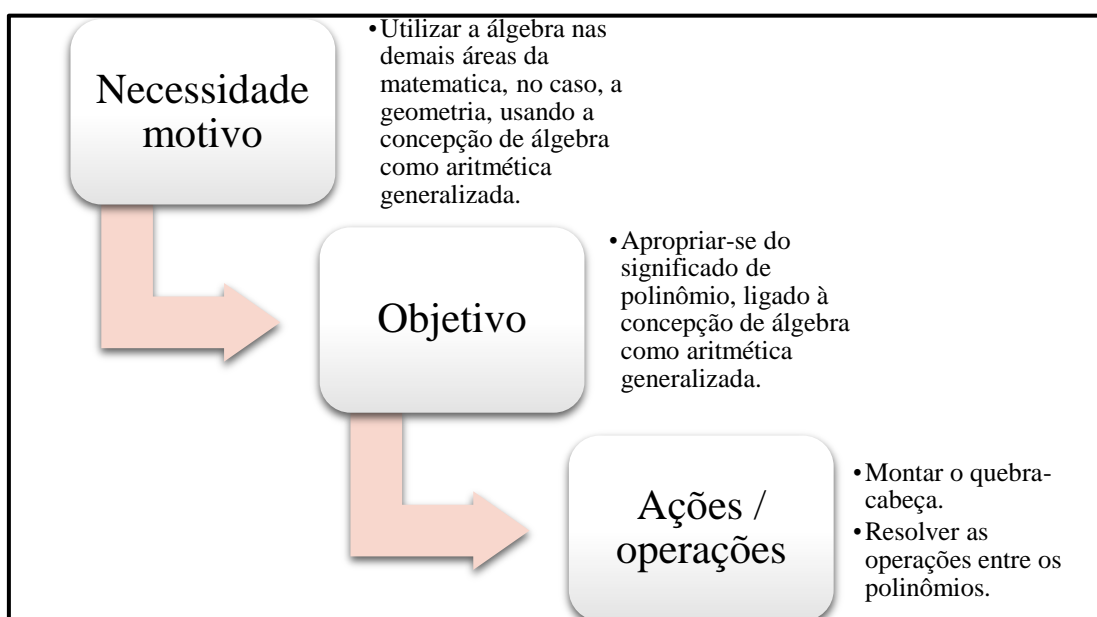 Necessidade
motivo
•Utilizar a álgebra nas
demais áreas da
matematica, no caso, a
geometria, usando a
concepção de álgebra
como aritmética
generalizada.
Objetivo
•Apropriar-se do
significado de
polinômio, ligado à
concepção de álgebra
como aritmética
generalizada.
Ações /
operações
•Montar o quebra-
cabeça.
•Resolver as
operações entre os
polinômios.